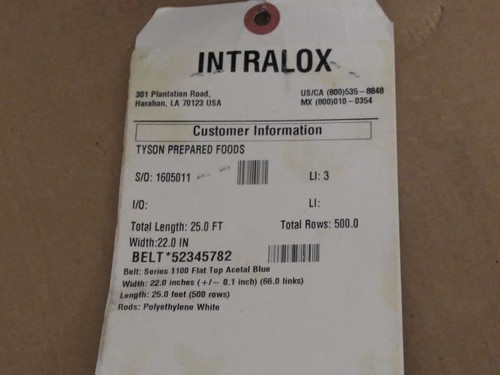 INTRALOX
301 Plantation Road, US/CA (800)535-8848
Harahan, LA 70123 USA MX (800)010-0354
Customer Information
TYSON PREPARED FOODS
S/O: 1605011 LI: 3
I/O: LI:
Total Length: 25.0 FT Total Rows: 500.0
Width:22.0 IN
BELT*52345782
Belt: Series 1100 Flat Top Acetal Blue
Width: 22.0 inches (+/- 0.1 inch) (66.0 links)
Length: 25.0 feet (500 rows)
Rods: Polyethylene White